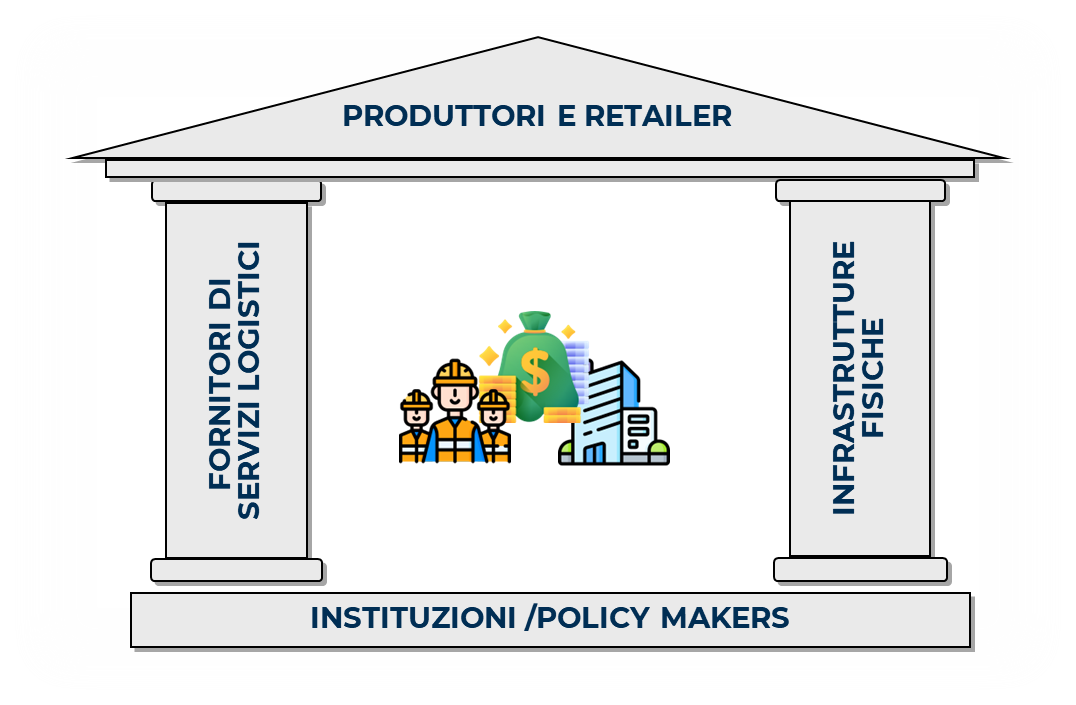 PRODUTTORI E RETAILER
FORNITORI DI
SERVIZI LOGISTICI
INFRASTRUTTURE
FISICHE
INSTITUZIONI /POLICY MAKERS